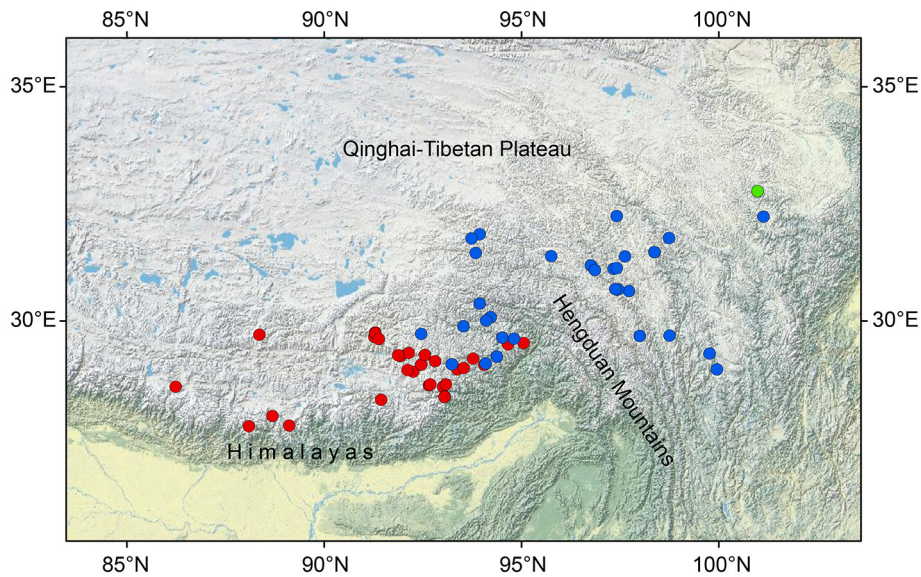 85°N 90°N 95°N 100°N
35°E 35°E
Qinghai-Tibetan Plateau
30°E 30°E
Hengduan Mountains
Himalayas
85°N 90°N 95°N 100°N